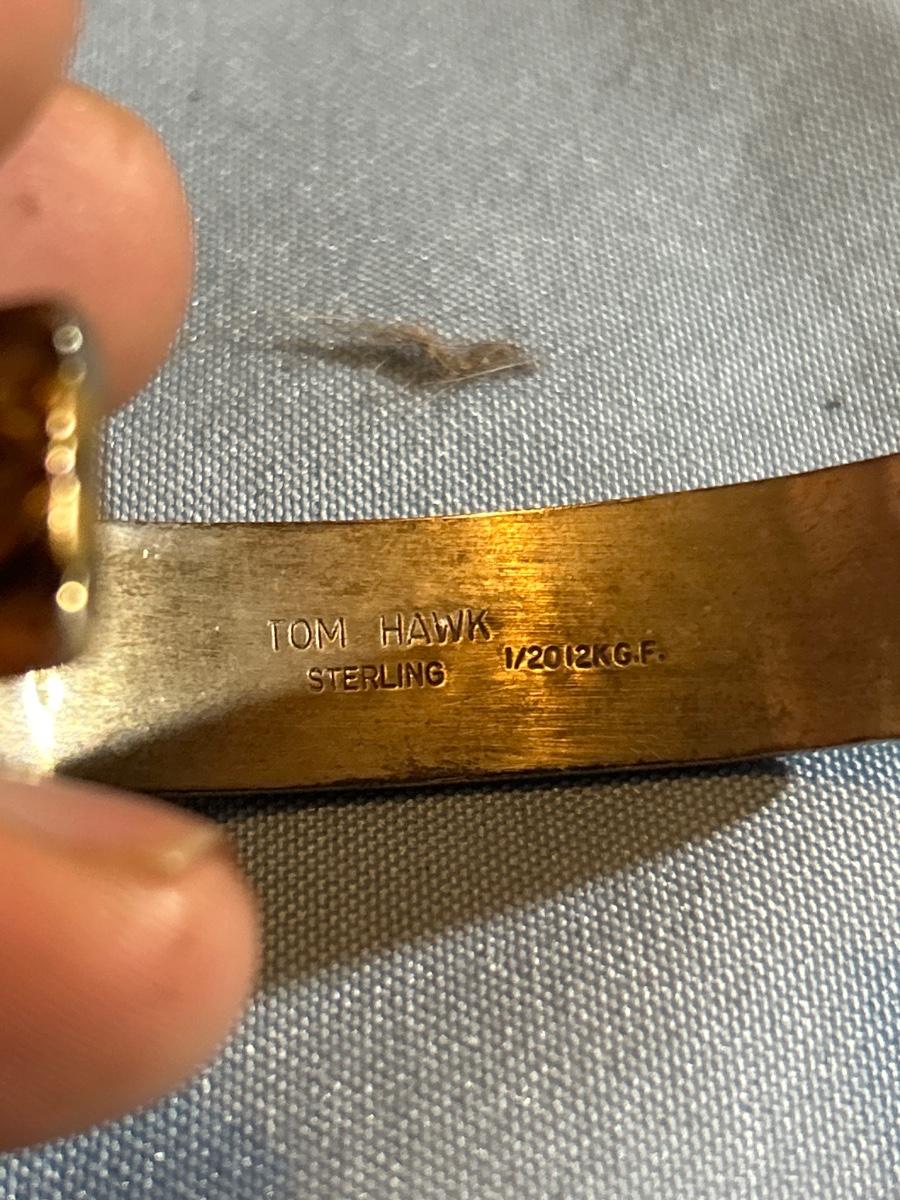 TOM HAWK
STERLING 1/20 12K G.F.